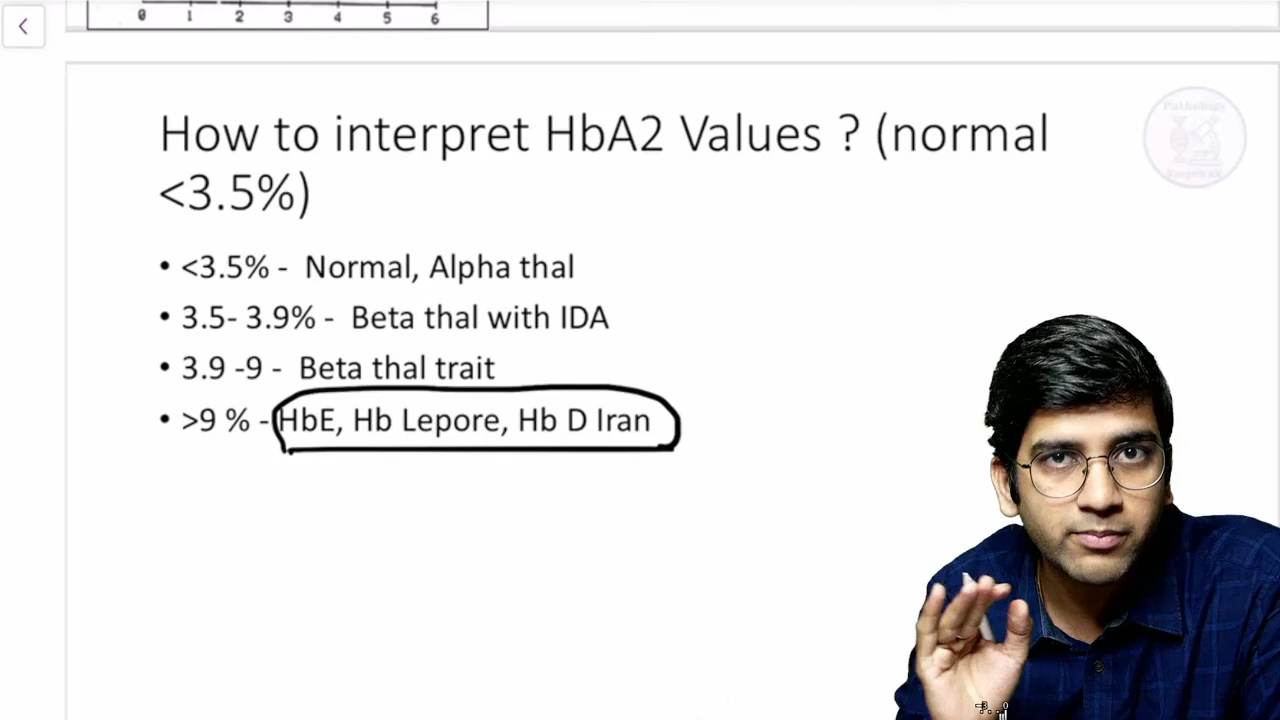 0 1 2 3 4 5 6
How to interpret HbA2 Values ? (normal
<3.5%)
• <3.5% - Normal, Alpha thal
• 3.5- 3.9% - Beta thal with IDA
• 3.9 -9 - Beta thal trait
• >9 % - HbE, Hb Lepore, Hb D Iran
Pathology